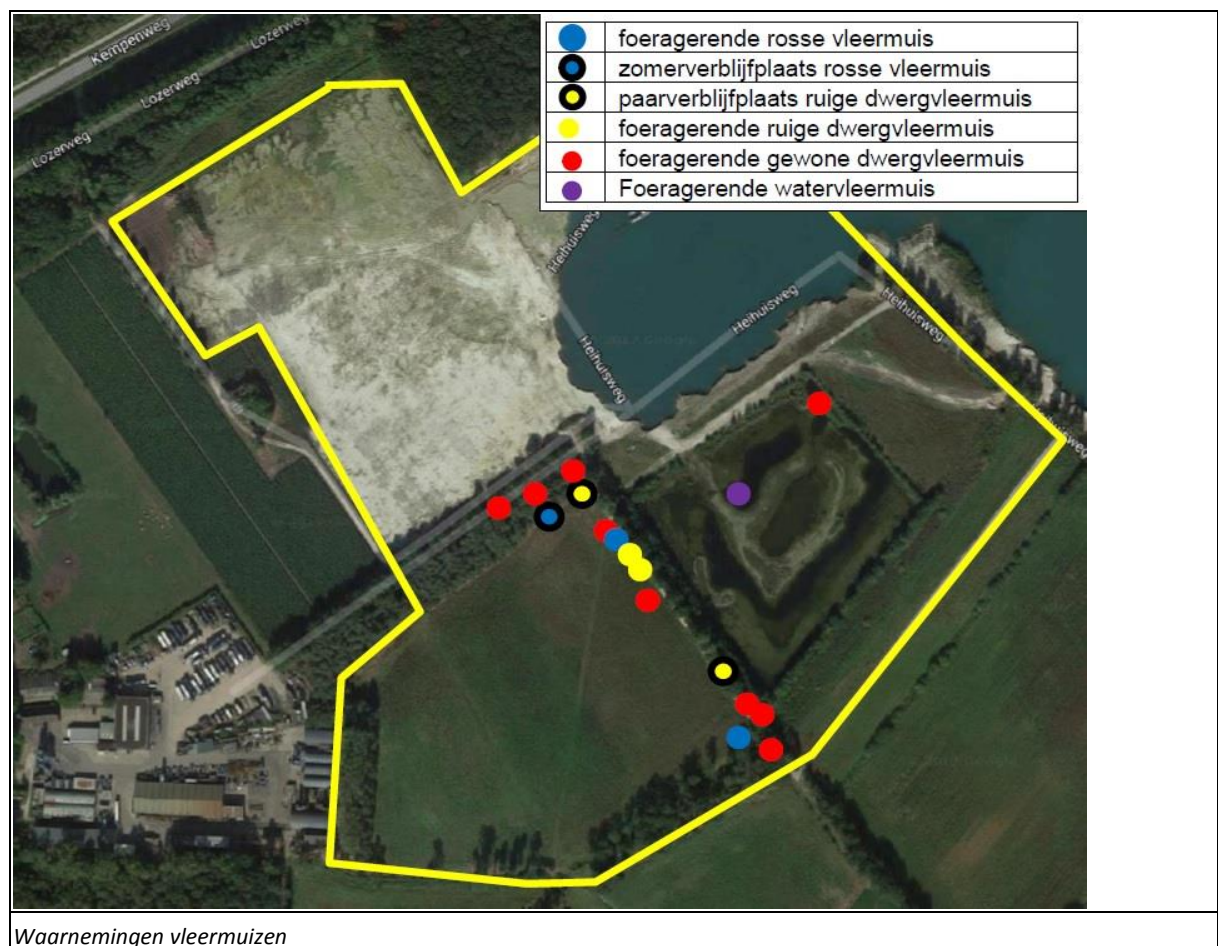 Kempenweg
Lozerweg
Lozerweg
Lozerweg
foeragerende rosse vleermuis
zomerverblijfplaats rosse vleermuis
paarverblijfplaats ruige dwergvleermuis
foeragerende ruige dwergvleermuis
foeragerende gewone dwergvleermuis
Foeragerende watervleermuis
Heihuisweg
Heihuisweg
Heihuisweg
Heihuisweg
Heihuisweg
Waarnemingen vleermuizen